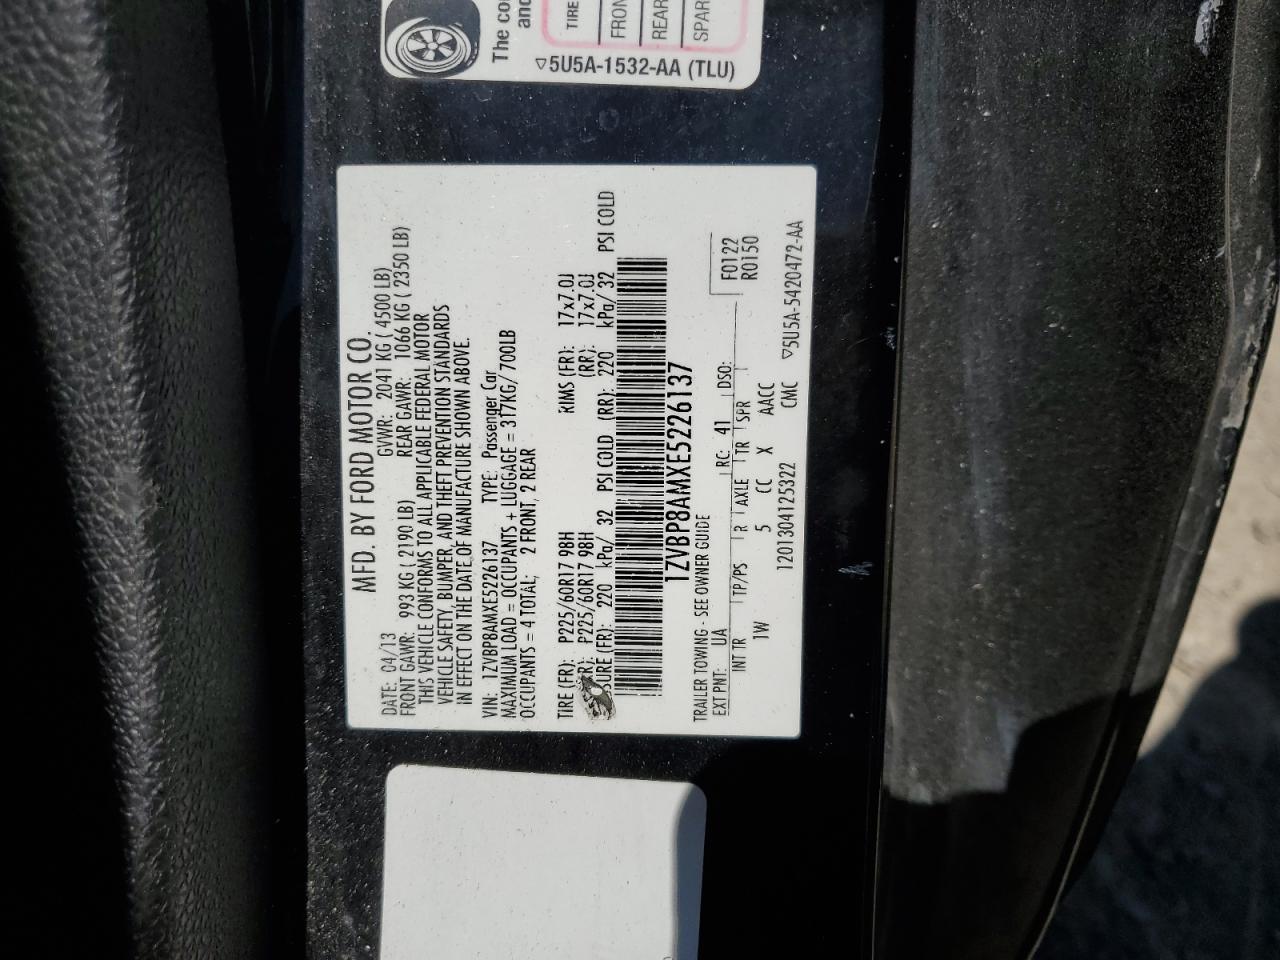 The co
and
TIRE
FRON
REAR
SPAR
▽5U5A-1532-AA (TLU)
MFD. BY FORD MOTOR CO.
DATE: 04/13 GVWR: 2041 KG ( 4500 LB)
FRONT GAWR: 993 KG ( 2190 LB) REAR GAWR: 1066 KG ( 2350 LB)
THIS VEHICLE CONFORMS TO ALL APPLICABLE FEDERAL MOTOR
VEHICLE SAFETY, BUMPER, AND THEFT PREVENTION STANDARDS
IN EFFECT ON THE DATE OF MANUFACTURE SHOWN ABOVE.
VIN: 1ZVBP8AMXE5226137 TYPE: Passenger Car
MAXIMUM LOAD = OCCUPANTS + LUGGAGE = 317KG/ 700LB
OCCUPANTS = 4 TOTAL; 2 FRONT, 2 REAR
TIRE (FR): P225/60R17 98H RIMS (FR): 17x7.0J
R): P225/60R17 98H (RR): 17x7.0J
SURE (FR): 220 kPa/ 32 PSI COLD (RR): 220 kPa/ 32 PSI COLD
1ZVBP8AMXE5226137
TRAILER TOWING - SEE OWNER GUIDE
EXT PNT: UA RC: 41 DSO:
F0122
R0150
INT TR TP/PS R AXLE TR SPR
1W 5 CC X AACC
1201304125322 CMC ▽5U5A-5420472-AA